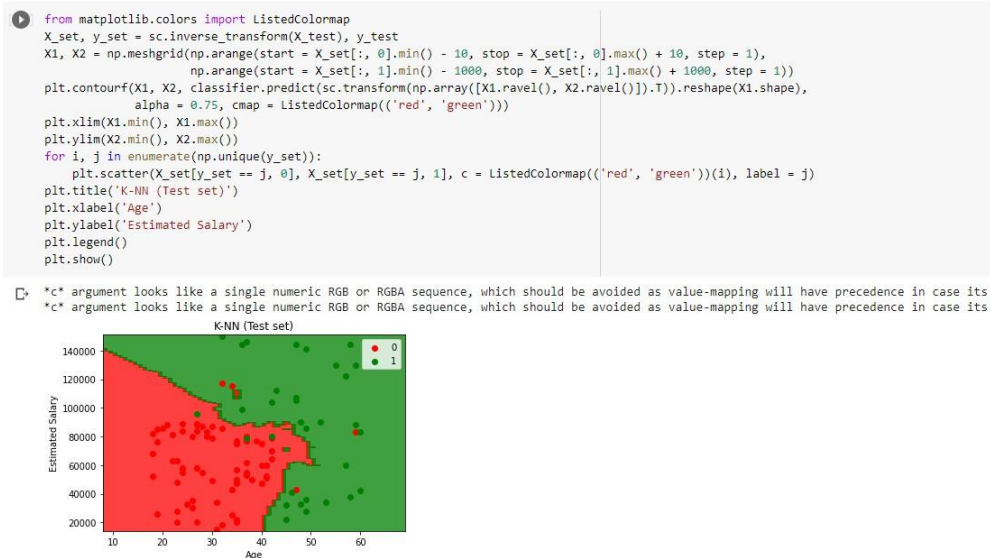 from matplotlib.colors import ListedColormap
X_set, y_set = sc.inverse_transform(X_test), y_test
X1, X2 = np.meshgrid(np.arange(start = X_set[:, 0].min() - 10, stop = X_set[:, 0].max() + 10, step = 1),
                     np.arange(start = X_set[:, 1].min() - 1000, stop = X_set[:, 1].max() + 1000, step = 1))
plt.contourf(X1, X2, classifier.predict(sc.transform(np.array([X1.ravel(), X2.ravel()]).T)).reshape(X1.shape),
             alpha = 0.75, cmap = ListedColormap(('red', 'green')))
plt.xlim(X1.min(), X1.max())
plt.ylim(X2.min(), X2.max())
for i, j in enumerate(np.unique(y_set)):
    plt.scatter(X_set[y_set == j, 0], X_set[y_set == j, 1], c = ListedColormap(('red', 'green'))(i), label = j)
plt.title('K-NN (Test set)')
plt.xlabel('Age')
plt.ylabel('Estimated Salary')
plt.legend()
plt.show()
*c* argument looks like a single numeric RGB or RGBA sequence, which should be avoided as value-mapping will have precedence in case its
*c* argument looks like a single numeric RGB or RGBA sequence, which should be avoided as value-mapping will have precedence in case its
K-NN (Test set)
0
1
140000
120000
100000
80000
60000
40000
20000
Estimated Salary
10 20 30 40 50 60
Age